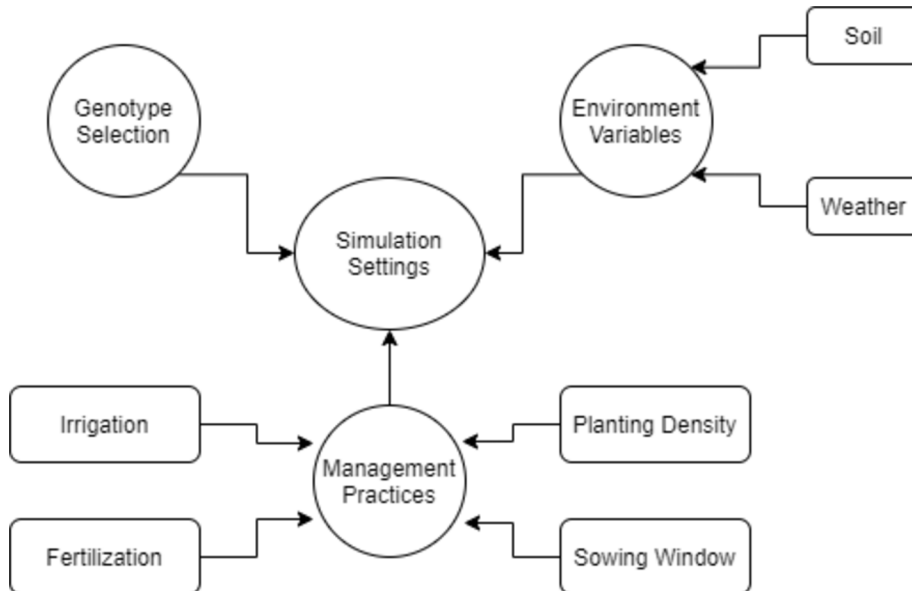 Soil
Genotype
Selection
Environment
Variables
Weather
Simulation
Settings
Irrigation
Planting Density
Management
Practices
Fertilization
Sowing Window